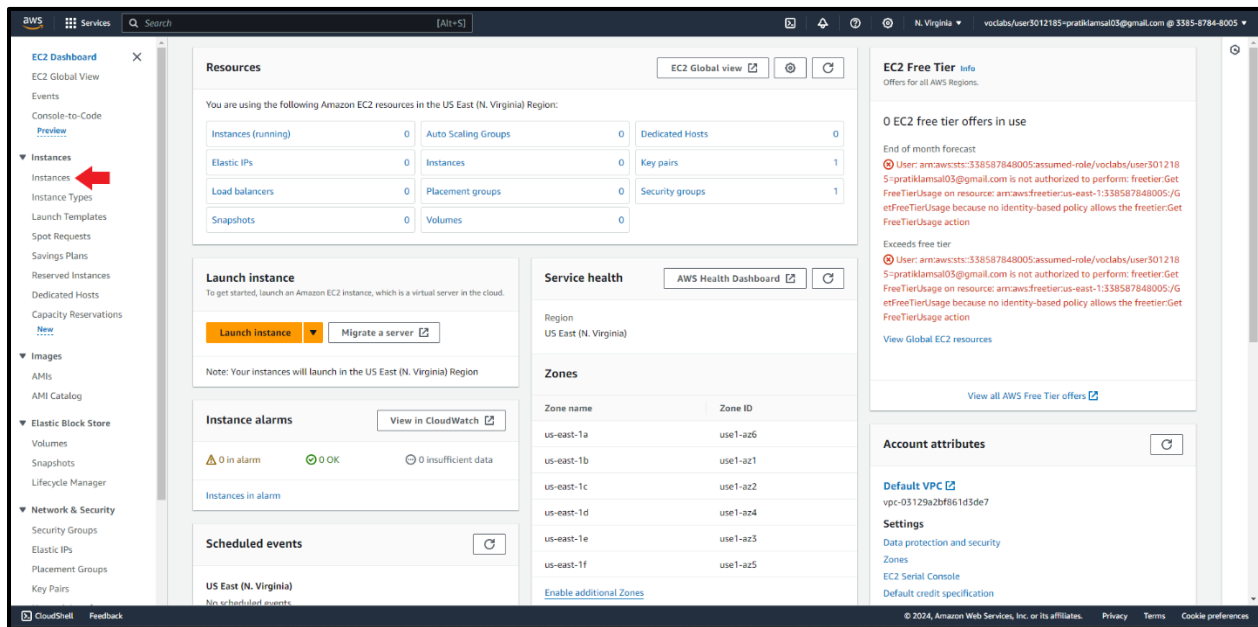 aws
Services
Search
[Alt+S]
N. Virginia
voclabs/user3012185=pratiklamsal03@gmail.com @ 3385-8784-8005
EC2 Dashboard
EC2 Global View
Events
Console-to-Code
Preview
Instances
Instances
Instance Types
Launch Templates
Spot Requests
Savings Plans
Reserved Instances
Dedicated Hosts
Capacity Reservations
New
Images
AMIs
AMI Catalog
Elastic Block Store
Volumes
Snapshots
Lifecycle Manager
Network & Security
Security Groups
Elastic IPs
Placement Groups
Key Pairs
Resources
EC2 Global view
You are using the following Amazon EC2 resources in the US East (N. Virginia) Region:
Instances (running) 0
Auto Scaling Groups 0
Dedicated Hosts 0
Elastic IPs 0
Instances 0
Key pairs 1
Load balancers 0
Placement groups 0
Security groups 1
Snapshots 0
Volumes 0
Launch instance
To get started, launch an Amazon EC2 instance, which is a virtual server in the cloud.
Launch instance
Migrate a server
Note: Your instances will launch in the US East (N. Virginia) Region
Instance alarms
View in CloudWatch
0 in alarm
0 OK
0 insufficient data
Instances in alarm
Scheduled events
US East (N. Virginia)
No scheduled events
Service health
AWS Health Dashboard
Region
US East (N. Virginia)
Zones
Zone name Zone ID
us-east-1a use1-az6
us-east-1b use1-az1
us-east-1c use1-az2
us-east-1d use1-az4
us-east-1e use1-az3
us-east-1f use1-az5
Enable additional Zones
EC2 Free Tier Info
Offers for all AWS Regions.
0 EC2 free tier offers in use
End of month forecast
User: arn:aws:sts::338587848005:assumed-role/voclabs/user301218
5=pratiklamsal03@gmail.com is not authorized to perform: freetier:Get
FreeTierUsage on resource: arn:aws:freetier:us-east-1:338587848005:/G
etFreeTierUsage because no identity-based policy allows the freetier:Get
FreeTierUsage action
Exceeds free tier
User: arn:aws:sts::338587848005:assumed-role/voclabs/user301218
5=pratiklamsal03@gmail.com is not authorized to perform: freetier:Get
FreeTierUsage on resource: arn:aws:freetier:us-east-1:338587848005:/G
etFreeTierUsage because no identity-based policy allows the freetier:Get
FreeTierUsage action
View Global EC2 resources
View all AWS Free Tier offers
Account attributes
Default VPC
vpc-03129a2bf861d3de7
Settings
Data protection and security
Zones
EC2 Serial Console
Default credit specification
CloudShell
Feedback
© 2024, Amazon Web Services, Inc. or its affiliates.
Privacy
Terms
Cookie preferences